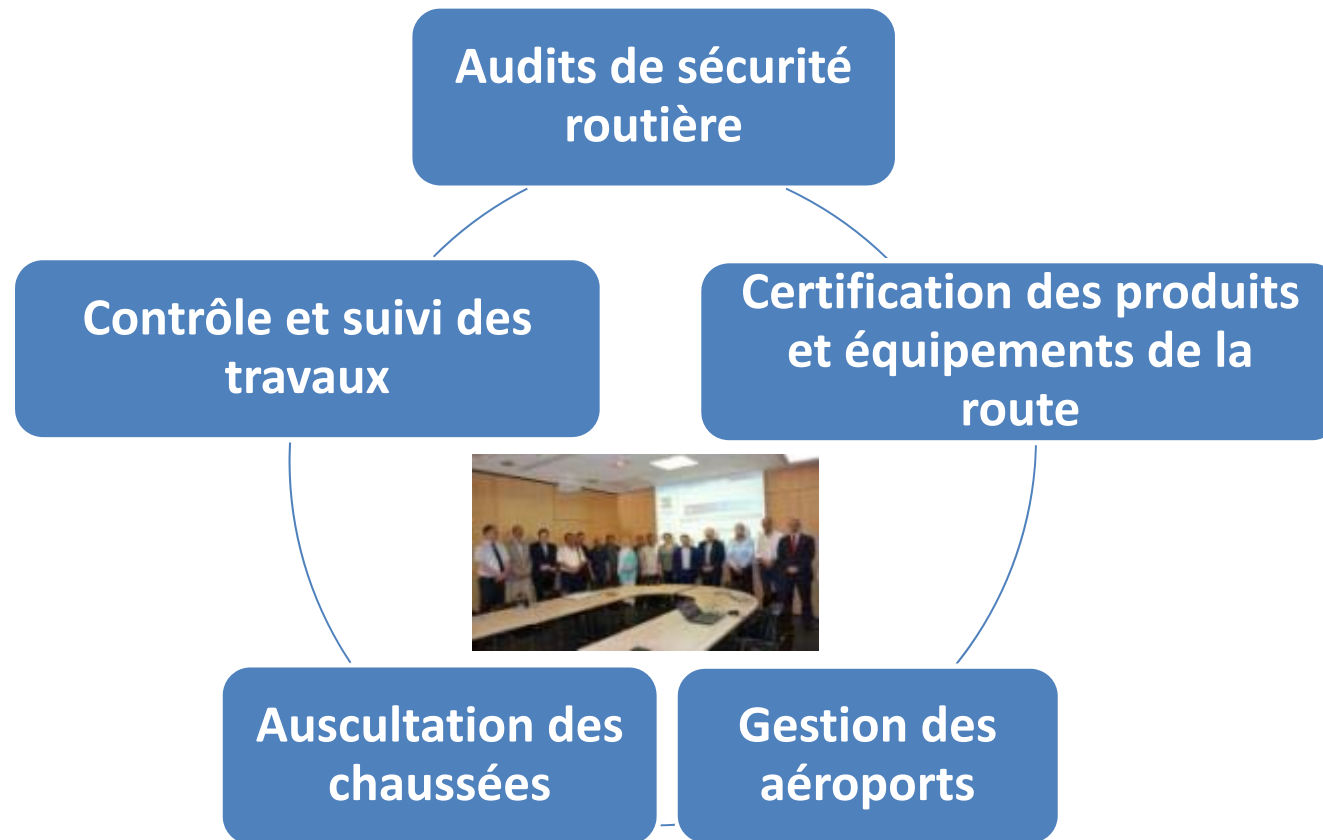 Audits de sécurité
routière
Contrôle et suivi des
travaux
Certification des produits
et équipements de la
route
Auscultation des
chaussées
Gestion des
aéroports